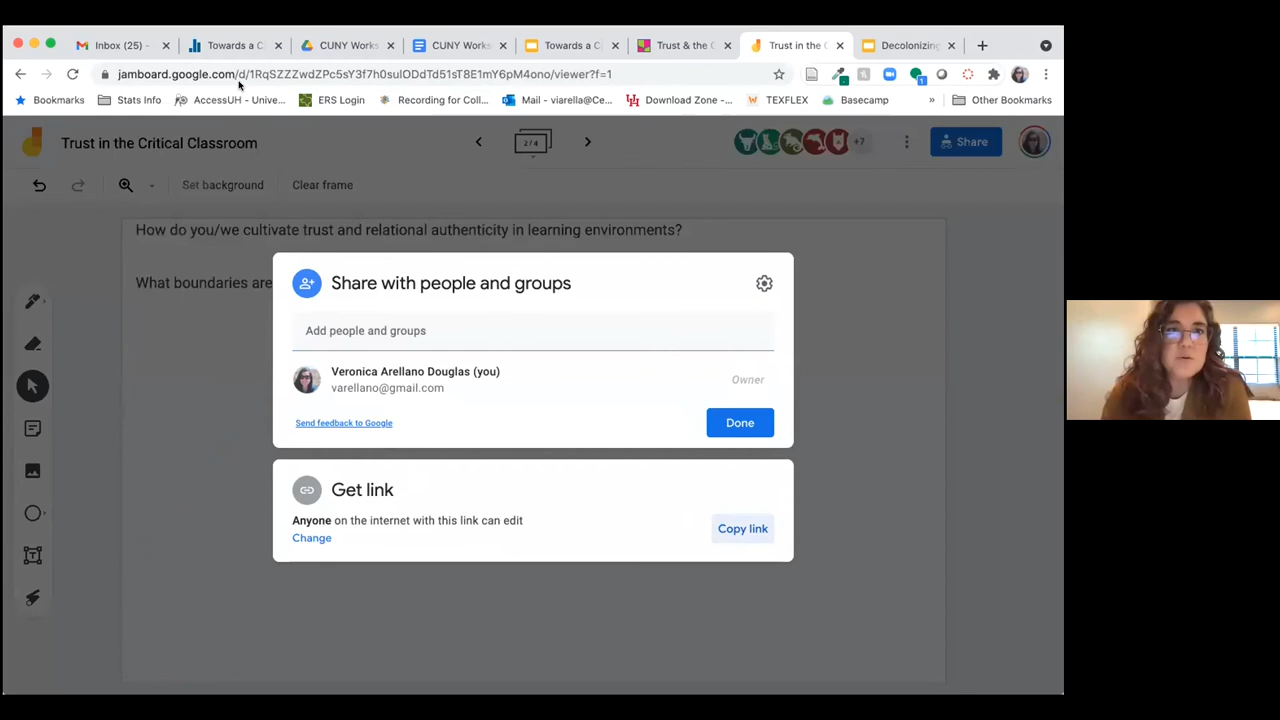 Inbox (25) -
Towards a C
CUNY Works
CUNY Works
Towards a C
Trust & the C
Trust in the C
Decolonizing
jamboard.google.com/d/1RqSZZZwdZPc5sY3f7h0sulODdTd51sT8E1mY6pM4ono/viewer?f=1
Bookmarks
Stats Info
AccessUH - Unive...
ERS Login
Recording for Coll...
Mail - viarella@Ce...
Download Zone -...
TEXFLEX
Basecamp
»
Other Bookmarks
Trust in the Critical Classroom
2/4
+7
Share
Set background
Clear frame
How do you/we cultivate trust and relational authenticity in learning environments?
What boundaries are
Share with people and groups
Add people and groups
Veronica Arellano Douglas (you)
varellano@gmail.com
Owner
Send feedback to Google
Done
Get link
Anyone on the internet with this link can edit
Copy link
Change